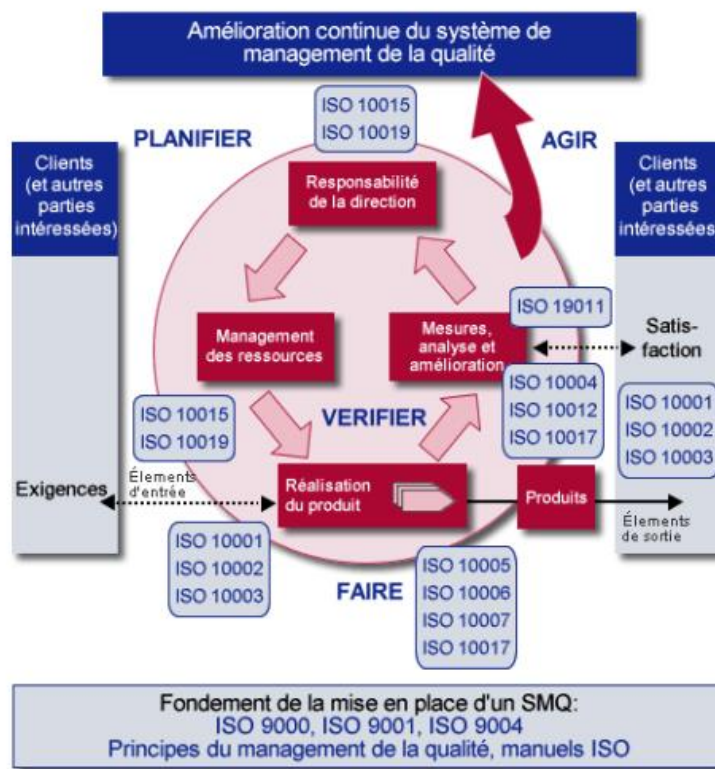 Amélioration continue du système de
management de la qualité
ISO 10015
ISO 10019
PLANIFIER
AGIR
Clients
(et autres
parties
intéressées)
Responsabilité
de la direction
Clients
(et autres
parties
intéressées)
ISO 19011
Management
des ressources
Mesures,
analyse et
amélioration
Satis-
faction
ISO 10015
ISO 10019
VERIFIER
ISO 10004
ISO 10012
ISO 10017
ISO 10001
ISO 10002
ISO 10003
Exigences
Élements
d'entrée
Réalisation
du produit
Produits
Élements
de sortie
ISO 10001
ISO 10002
ISO 10003
FAIRE
ISO 10005
ISO 10006
ISO 10007
ISO 10017
Fondement de la mise en place d'un SMQ:
ISO 9000, ISO 9001, ISO 9004
Principes du management de la qualité, manuels ISO